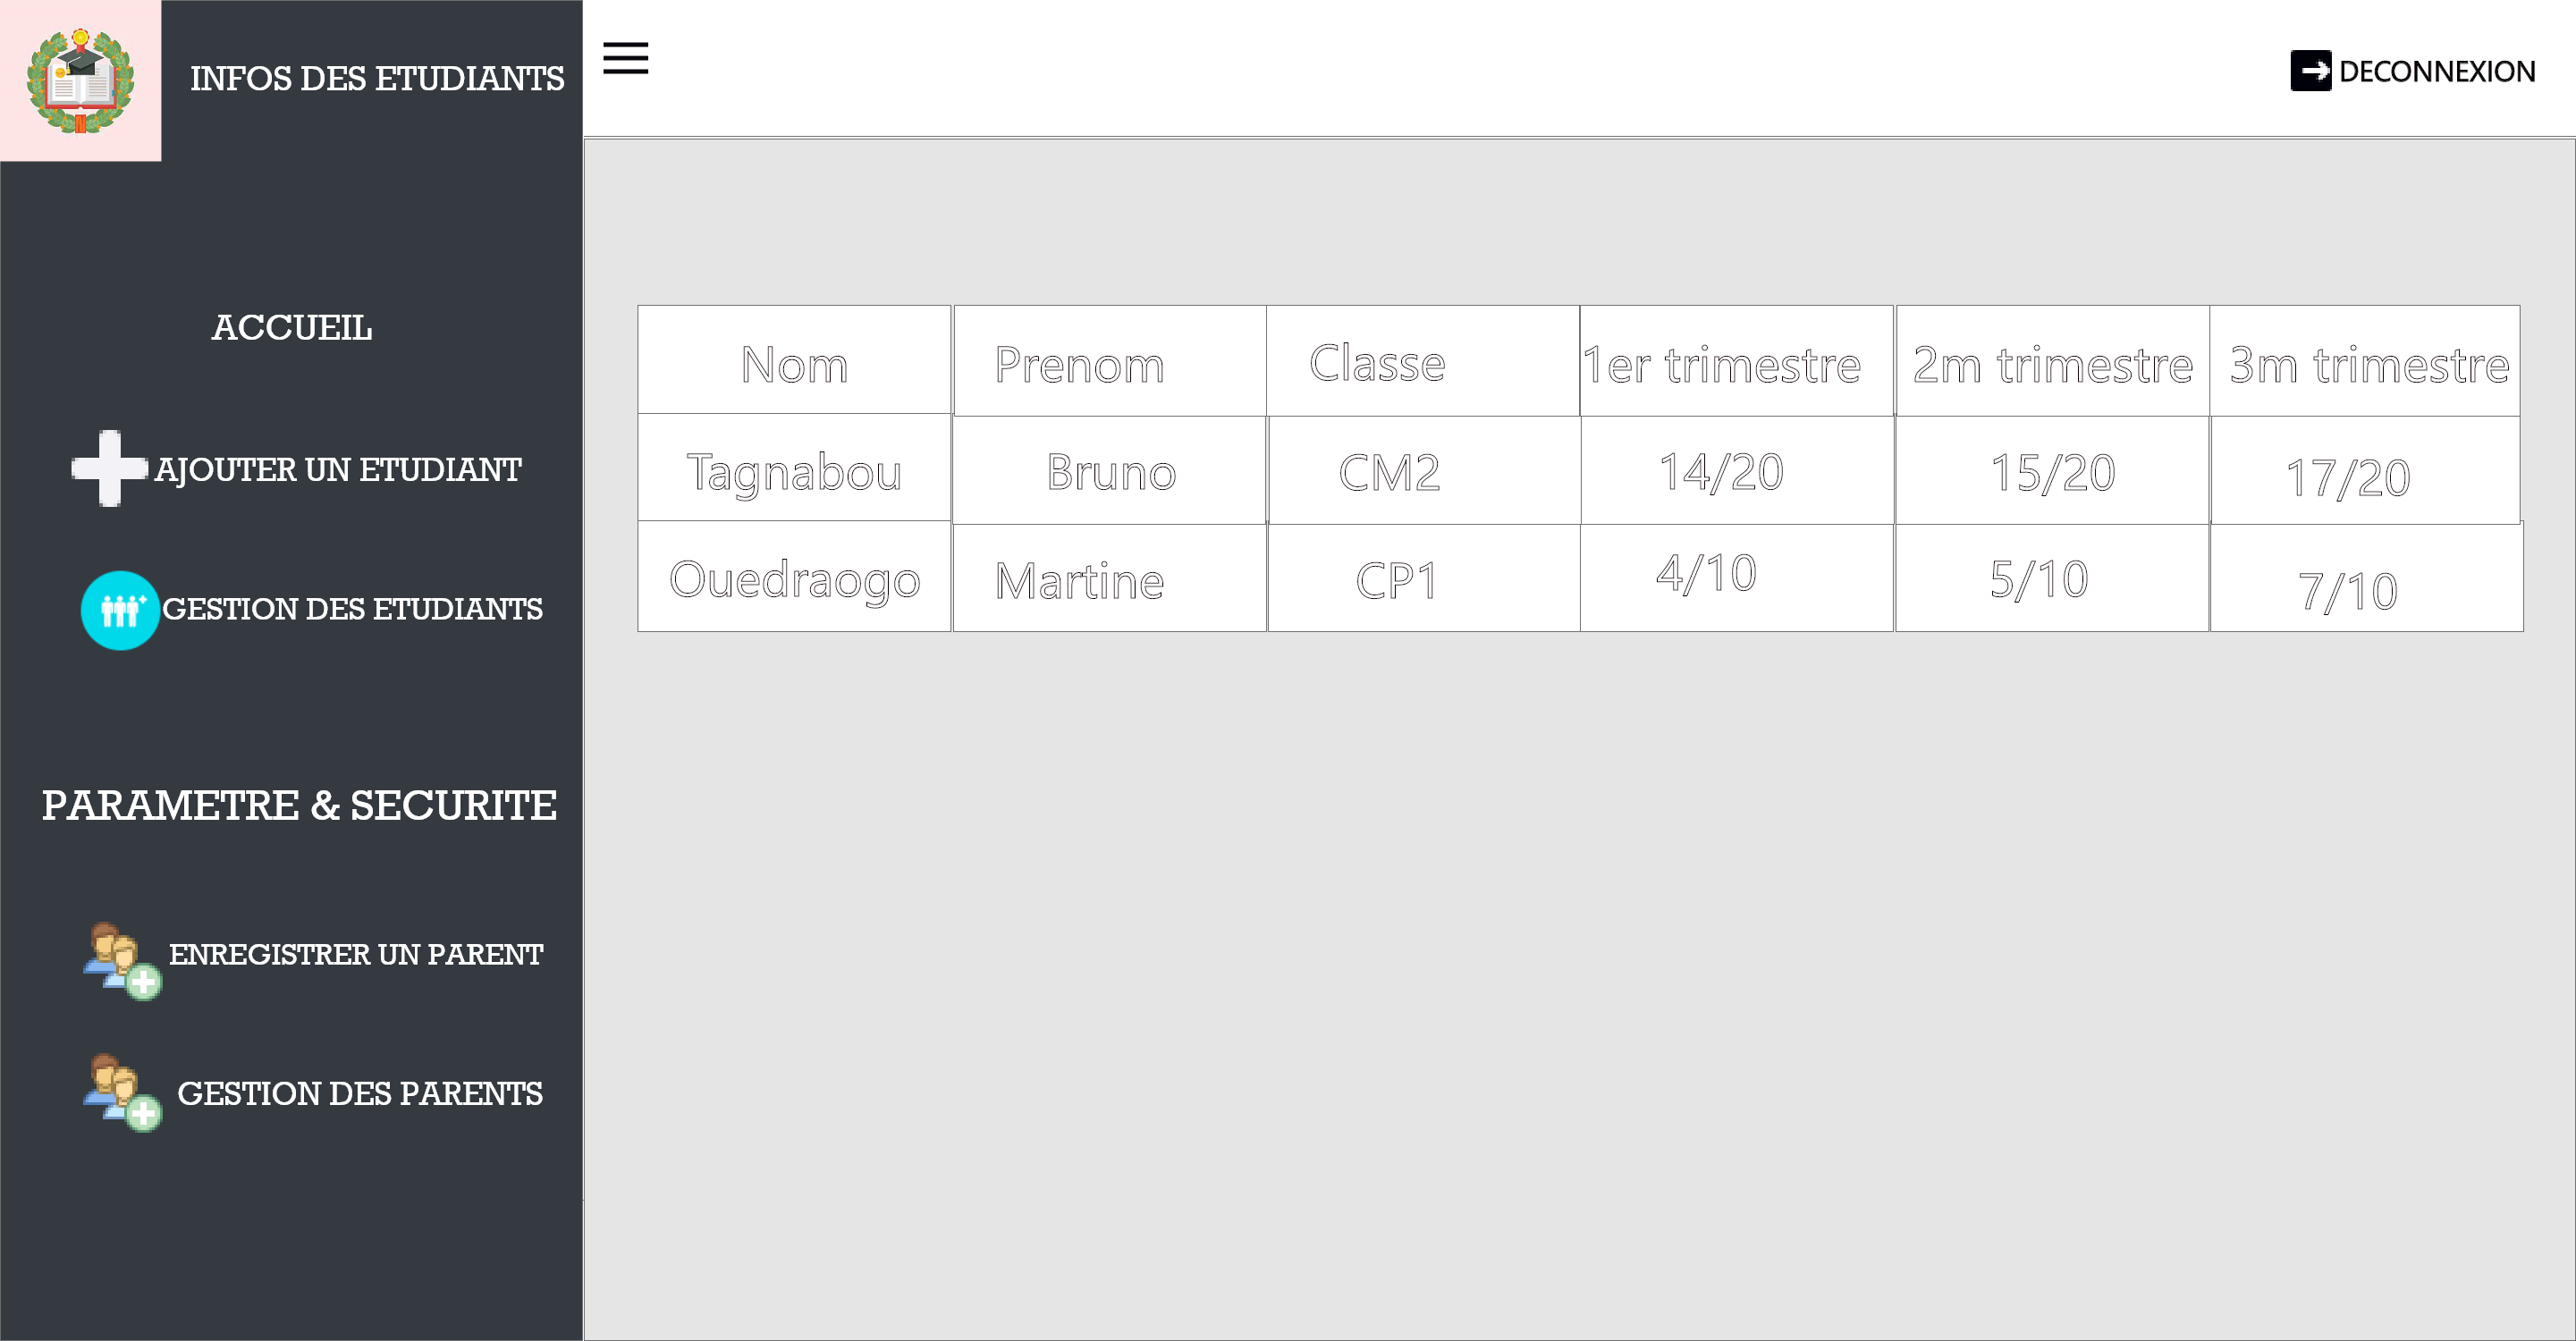 INFOS DES ETUDIANTS
DECONNEXION
ACCUEIL
AJOUTER UN ETUDIANT
GESTION DES ETUDIANTS
PARAMETRE & SECURITE
ENREGISTRER UN PARENT
GESTION DES PARENTS
Nom Prenom Classe 1er trimestre 2m trimestre 3m trimestre
Tagnabou Bruno CM2 14/20 15/20 17/20
Ouedraogo Martine CP1 4/10 5/10 7/10